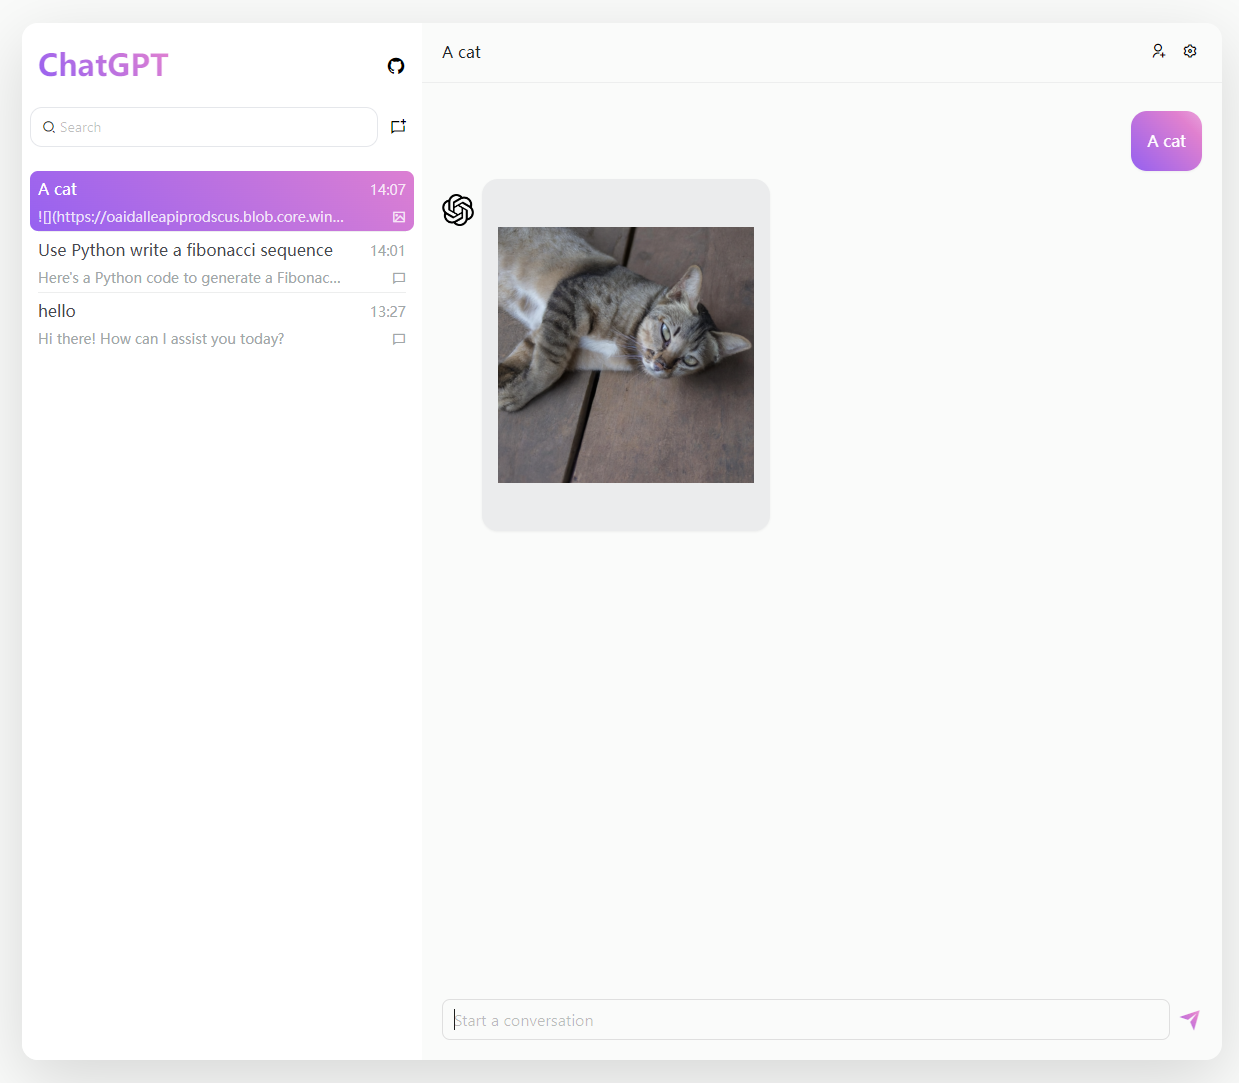 ChatGPT
Search
A cat 14:07
![](https://oaidalleapiprodscus.blob.core.win...
Use Python write a fibonacci sequence 14:01
Here's a Python code to generate a Fibonac...
hello 13:27
Hi there! How can I assist you today?
A cat
A cat
Start a conversation